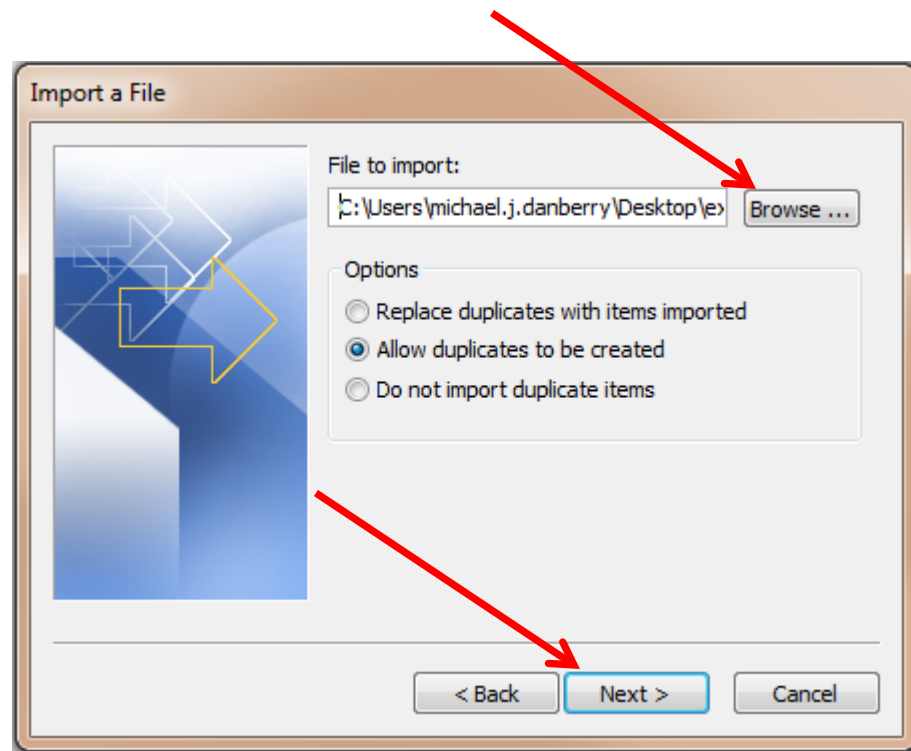 Import a File
File to import:
C:\Users\michael.j.danberry\Desktop\ex
Browse ...
Options
Replace duplicates with items imported
Allow duplicates to be created
Do not import duplicate items
< Back
Next >
Cancel